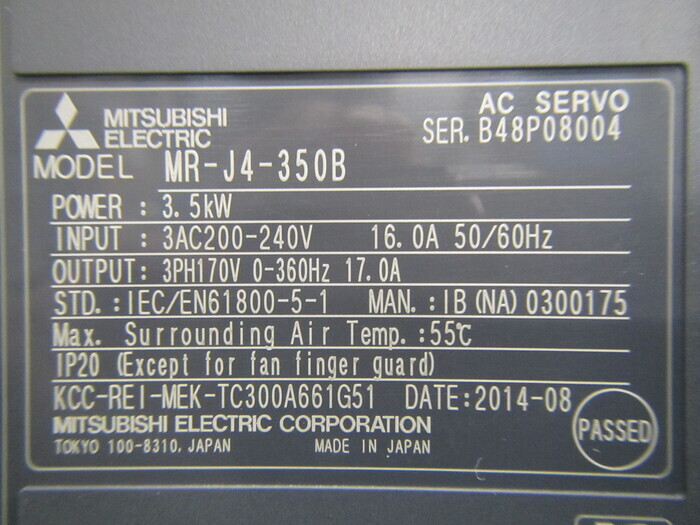 MITSUBISHI
ELECTRIC
AC SERVO
SER. B48P08004
MODEL MR-J4-350B
POWER : 3.5kW
INPUT : 3AC200-240V 16.0A 50/60Hz
OUTPUT: 3PH170V 0-360Hz 17.0A
STD.:IEC/EN61800-5-1 MAN.:IB(NA)0300175
Max. Surrounding Air Temp.:55℃
IP20 (Except for fan finger guard)
KCC-REI-MEK-TC300A661G51 DATE:2014-08
MITSUBISHI ELECTRIC CORPORATION
TOKYO 100-8310, JAPAN MADE IN JAPAN
PASSED